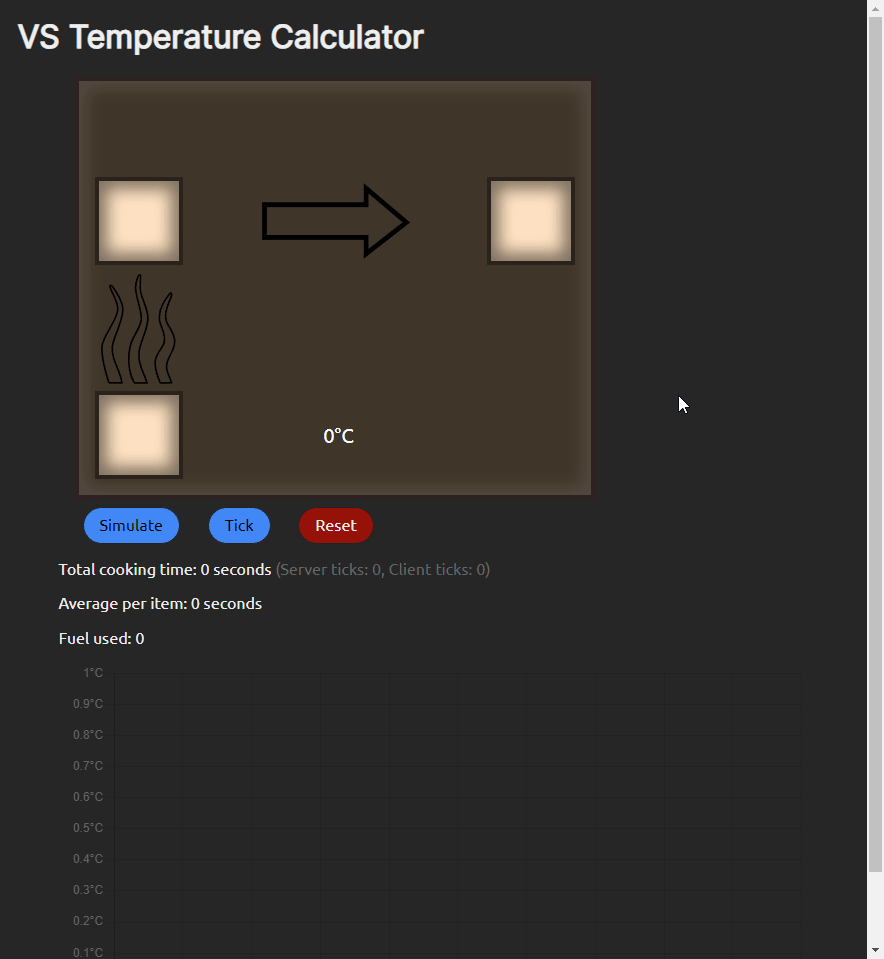 VS Temperature Calculator
0°C
Simulate Tick Reset
Total cooking time: 0 seconds (Server ticks: 0, Client ticks: 0)
Average per item: 0 seconds
Fuel used: 0
1°C
0.9°C
0.8°C
0.7°C
0.6°C
0.5°C
0.4°C
0.3°C
0.2°C
0.1°C